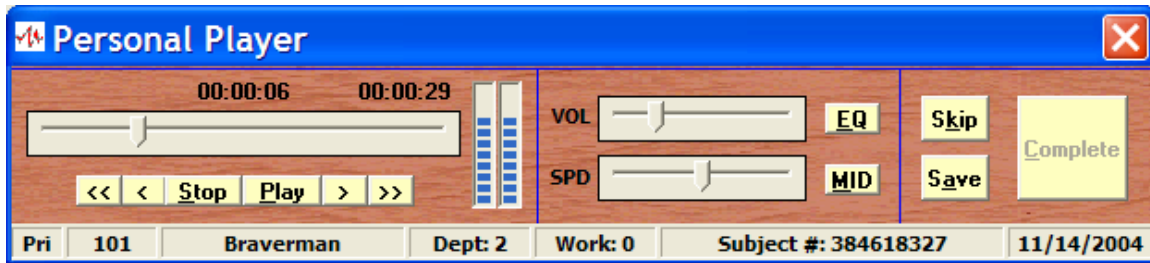 Personal Player
00:00:06 00:00:29
VOL EQ Skip
Complete
SPD MID Save
<< < Stop Play > >>
Pri 101 Braverman Dept: 2 Work: 0 Subject #: 384618327 11/14/2004